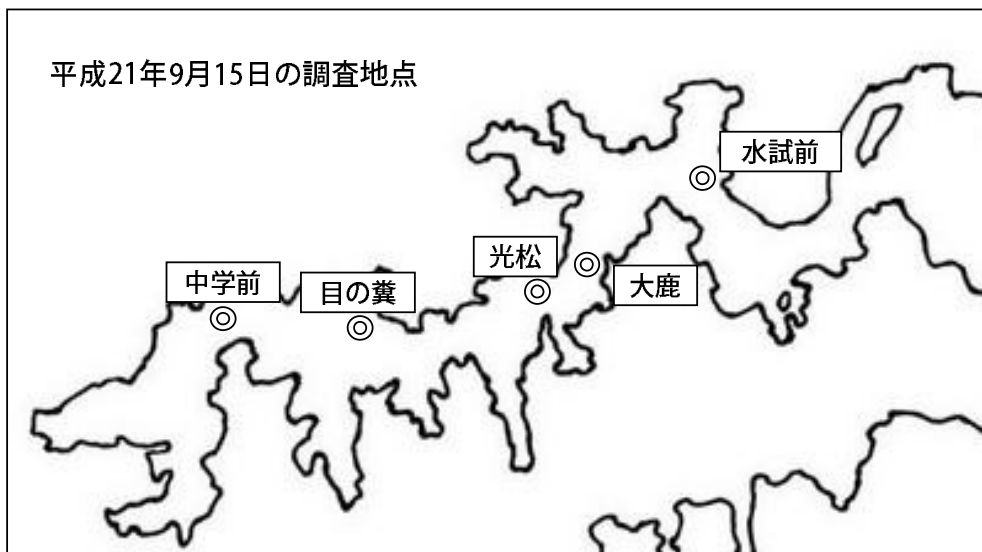 平成21年9月15日の調査地点
水試前
光松
大鹿
中学前
目の糞